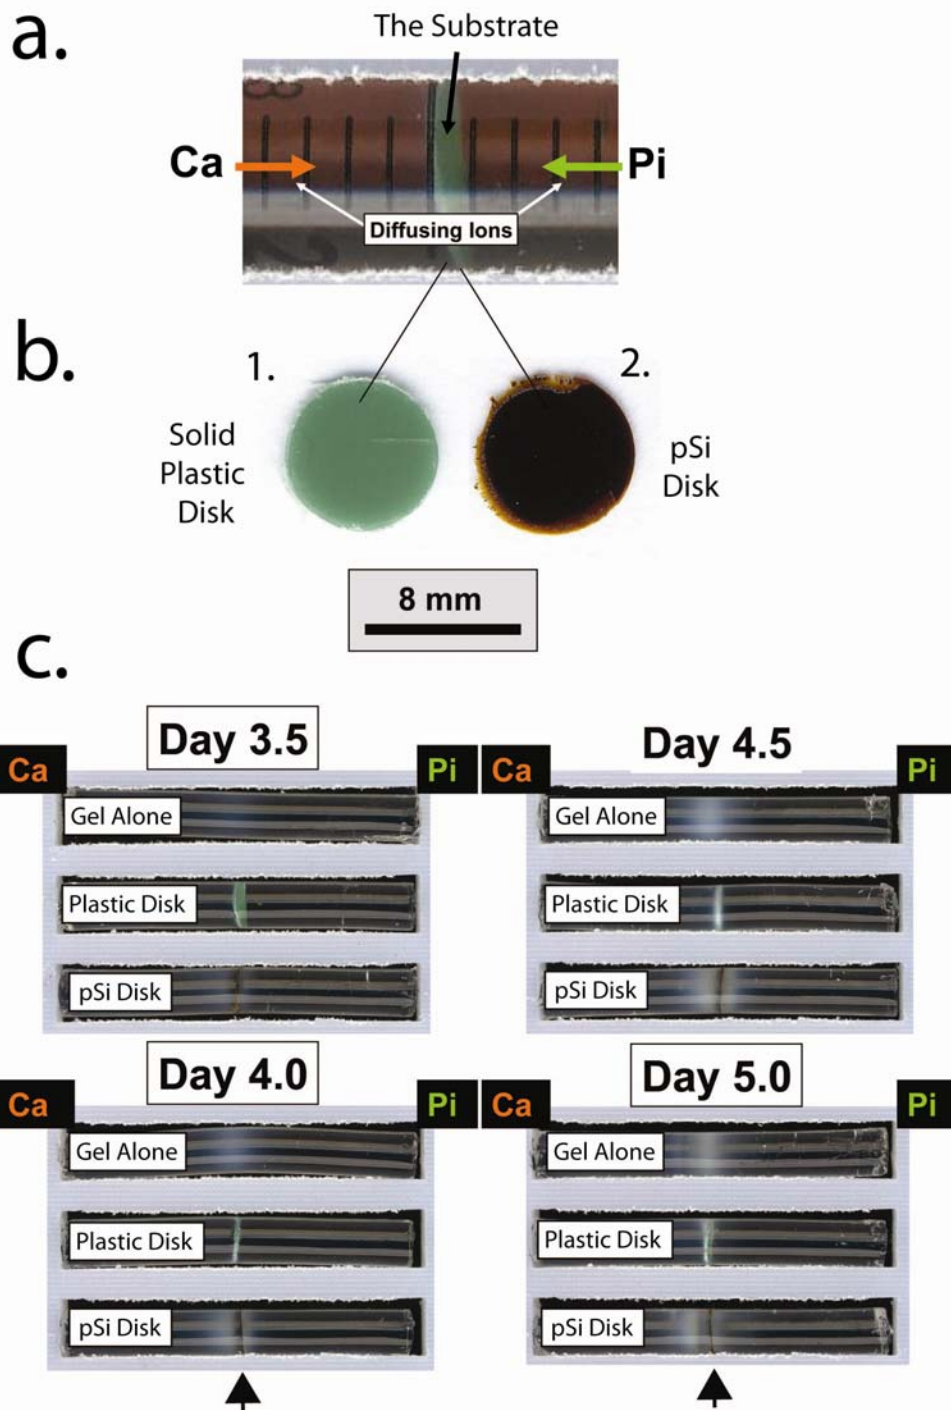 a.
The Substrate
8
Ca
Pi
Diffusing Ions
b.
1.
2.
Solid
Plastic
Disk
pSi
Disk
8 mm
c.
Day 3.5
Day 4.5
Ca
Pi
Ca
Pi
Gel Alone
Gel Alone
Plastic Disk
Plastic Disk
pSi Disk
pSi Disk
Day 4.0
Day 5.0
Ca
Pi
Ca
Pi
Gel Alone
Gel Alone
Plastic Disk
Plastic Disk
pSi Disk
pSi Disk